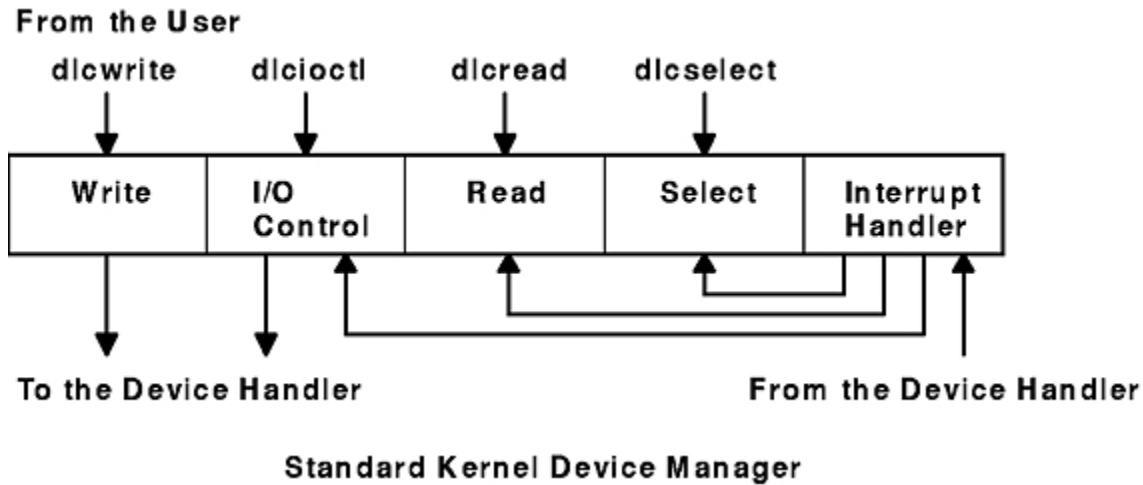 From the User
dlcwrite dlcioctl dlcread dlcselect
Write I/O Control Read Select Interrupt Handler
To the Device Handler From the Device Handler
Standard Kernel Device Manager